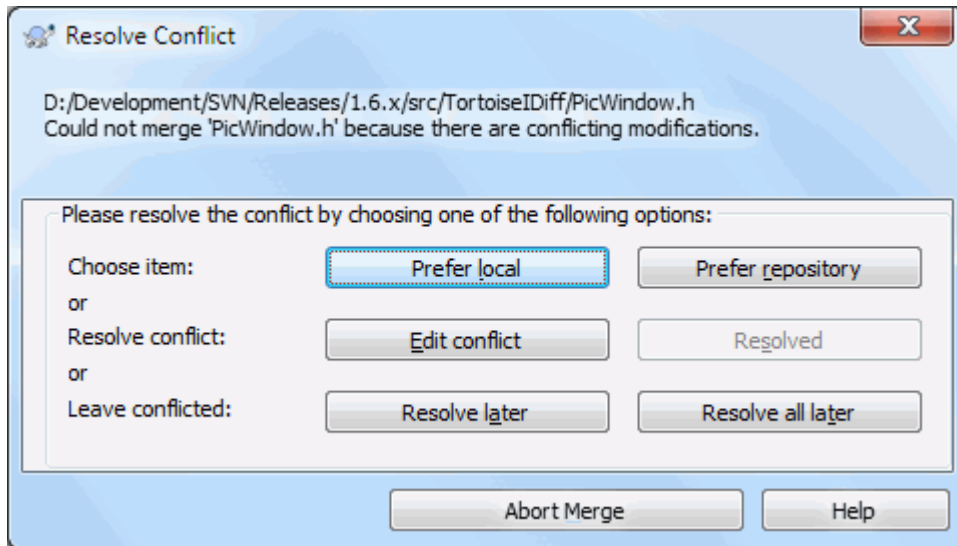 Resolve Conflict
D:/Development/SVN/Releases/1.6.x/src/TortoiseIDiff/PicWindow.h
Could not merge 'PicWindow.h' because there are conflicting modifications.
Please resolve the conflict by choosing one of the following options:
Choose item: Prefer local Prefer repository
or
Resolve conflict: Edit conflict Resolved
or
Leave conflicted: Resolve later Resolve all later
Abort Merge Help